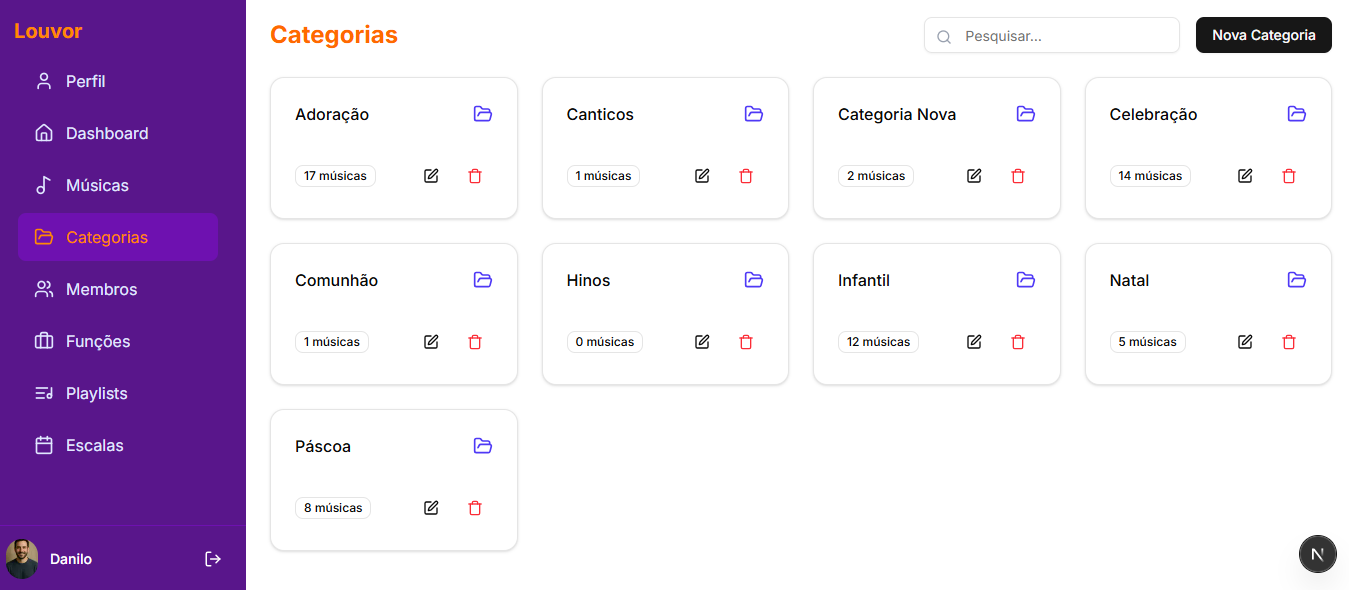 Louvor
Perfil
Dashboard
Músicas
Categorias
Membros
Funções
Playlists
Escalas
Danilo
Categorias
Pesquisar...
Nova Categoria
Adoração
17 músicas
Canticos
1 músicas
Categoria Nova
2 músicas
Celebração
14 músicas
Comunhão
1 músicas
Hinos
0 músicas
Infantil
12 músicas
Natal
5 músicas
Páscoa
8 músicas
N